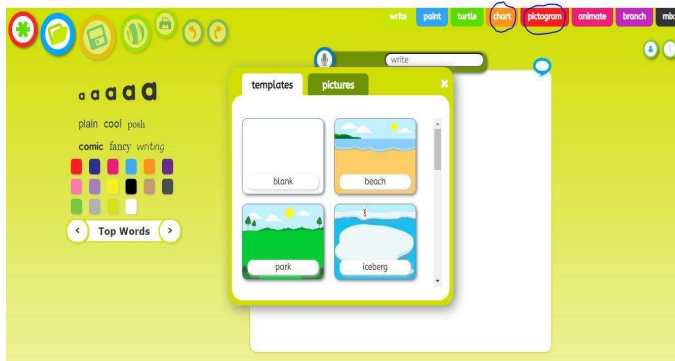 write paint turtle chart pictogram animate branch mix
write
templates pictures x
a a a a a
plain cool posh
comic fancy writing
blank beach
Top Words
park iceberg